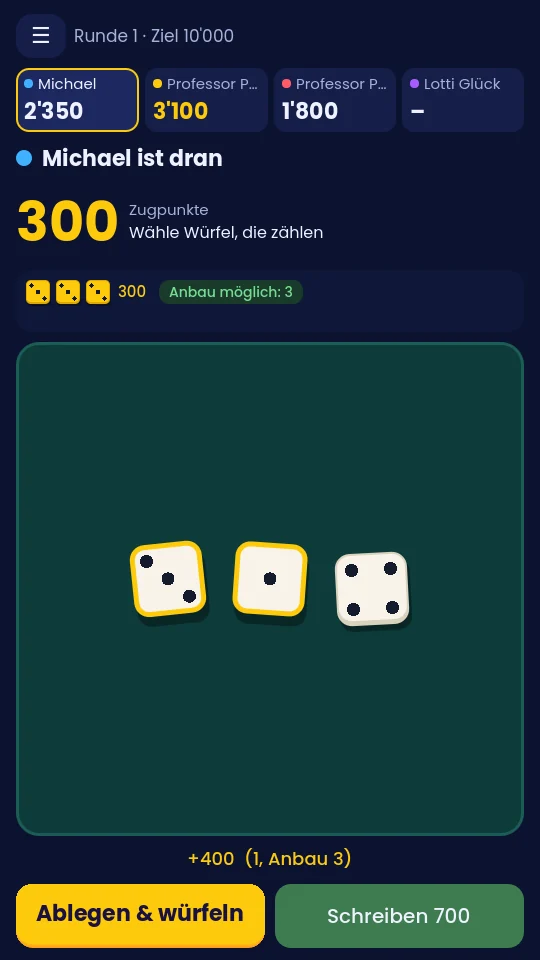 ☰ Runde 1 · Ziel 10'000
Michael
2'350
Professor P…
3'100
Professor P…
1'800
Lotti Glück
–
Michael ist dran
300
Zugpunkte
Wähle Würfel, die zählen
300
Anbau möglich: 3
+400 (1, Anbau 3)
Ablegen & würfeln
Schreiben 700